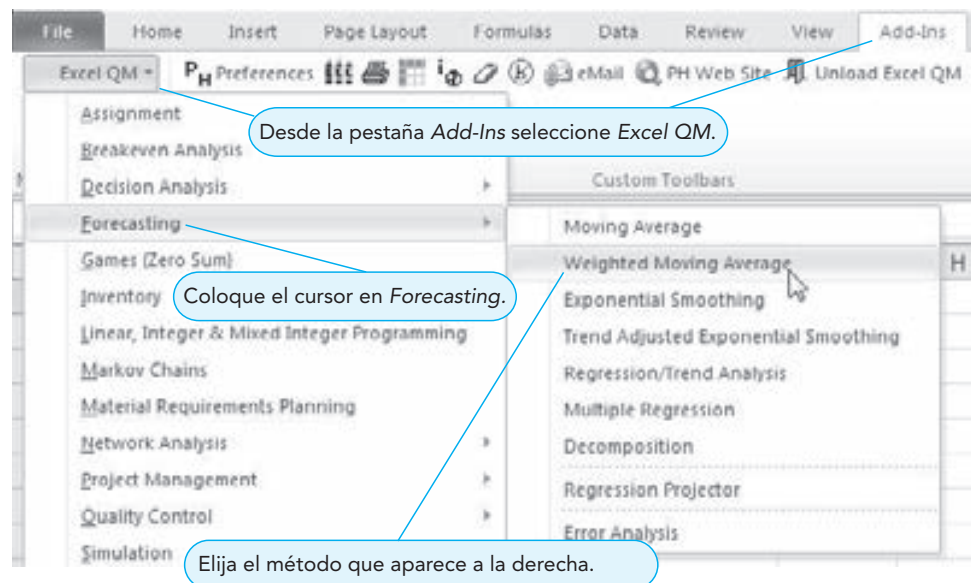 File Home Insert Page Layout Formulas Data Review View Add-Ins
Excel QM PH Preferences eMail PH Web Site Unload Excel QM
Assignment
Desde la pestaña Add-Ins seleccione Excel QM.
Breakeven Analysis
Decision Analysis
Custom Toolbars
Forecasting
Moving Average
Games (Zero Sum)
Weighted Moving Average
H
Inventory
Coloque el cursor en Forecasting.
Exponential Smoothing
Linear, Integer & Mixed Integer Programming
Trend Adjusted Exponential Smoothing
Markov Chains
Regression/Trend Analysis
Material Requirements Planning
Multiple Regression
Network Analysis
Decomposition
Project Management
Regression Projector
Quality Control
Error Analysis
Simulation
Elija el método que aparece a la derecha.